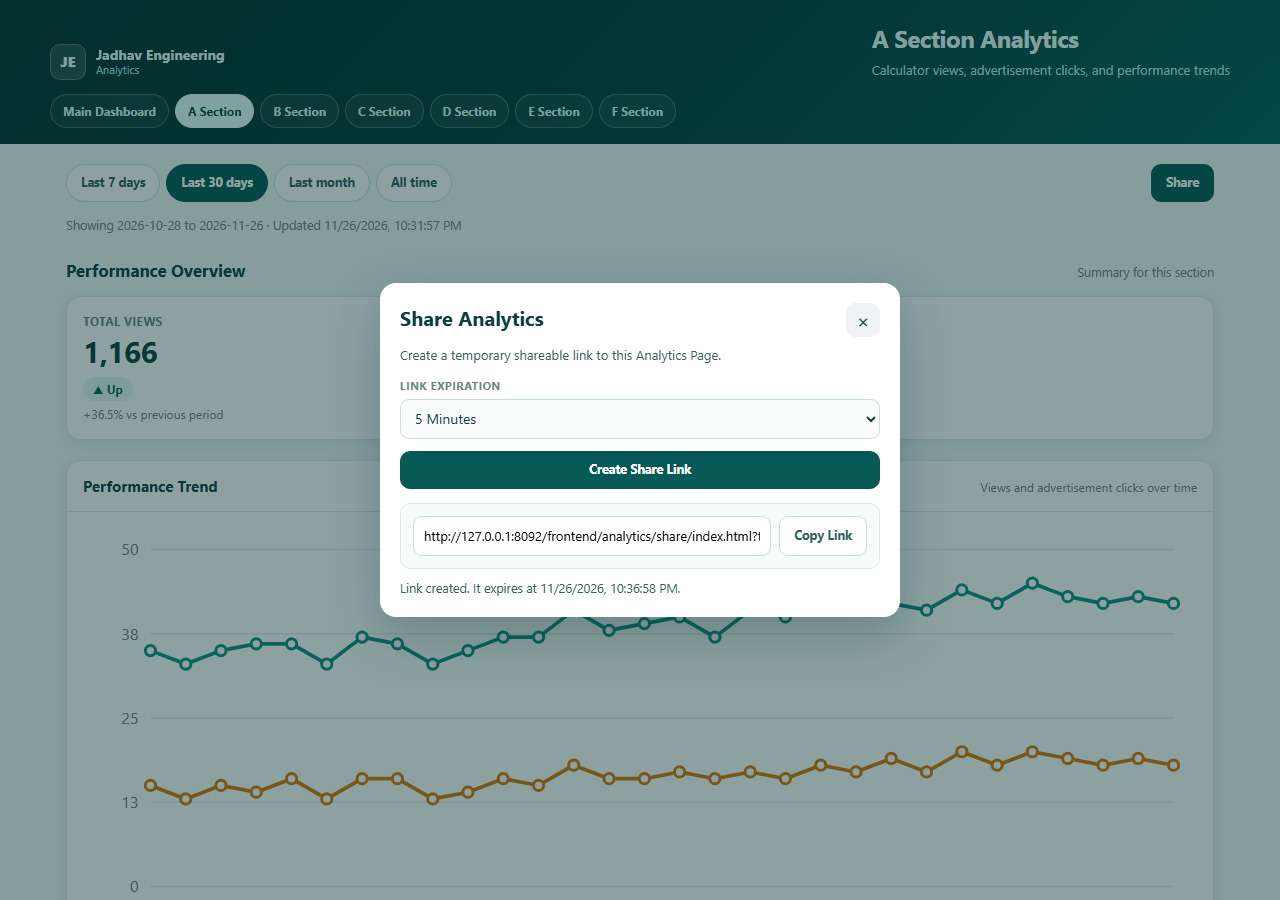 JE
Jadhav Engineering
Analytics
A Section Analytics
Calculator views, advertisement clicks, and performance trends
Main Dashboard
A Section
B Section
C Section
D Section
E Section
F Section
Last 7 days
Last 30 days
Last month
All time
Share
Showing 2026-10-28 to 2026-11-26 · Updated 11/26/2026, 10:31:57 PM
Performance Overview
Summary for this section
TOTAL VIEWS
1,166
▲ Up
+36.5% vs previous period
Share Analytics
×
Create a temporary shareable link to this Analytics Page.
LINK EXPIRATION
5 Minutes
Create Share Link
http://127.0.0.1:8092/frontend/analytics/share/index.html?
Copy Link
Link created. It expires at 11/26/2026, 10:36:58 PM.
Performance Trend
Views and advertisement clicks over time
50
38
25
13
0